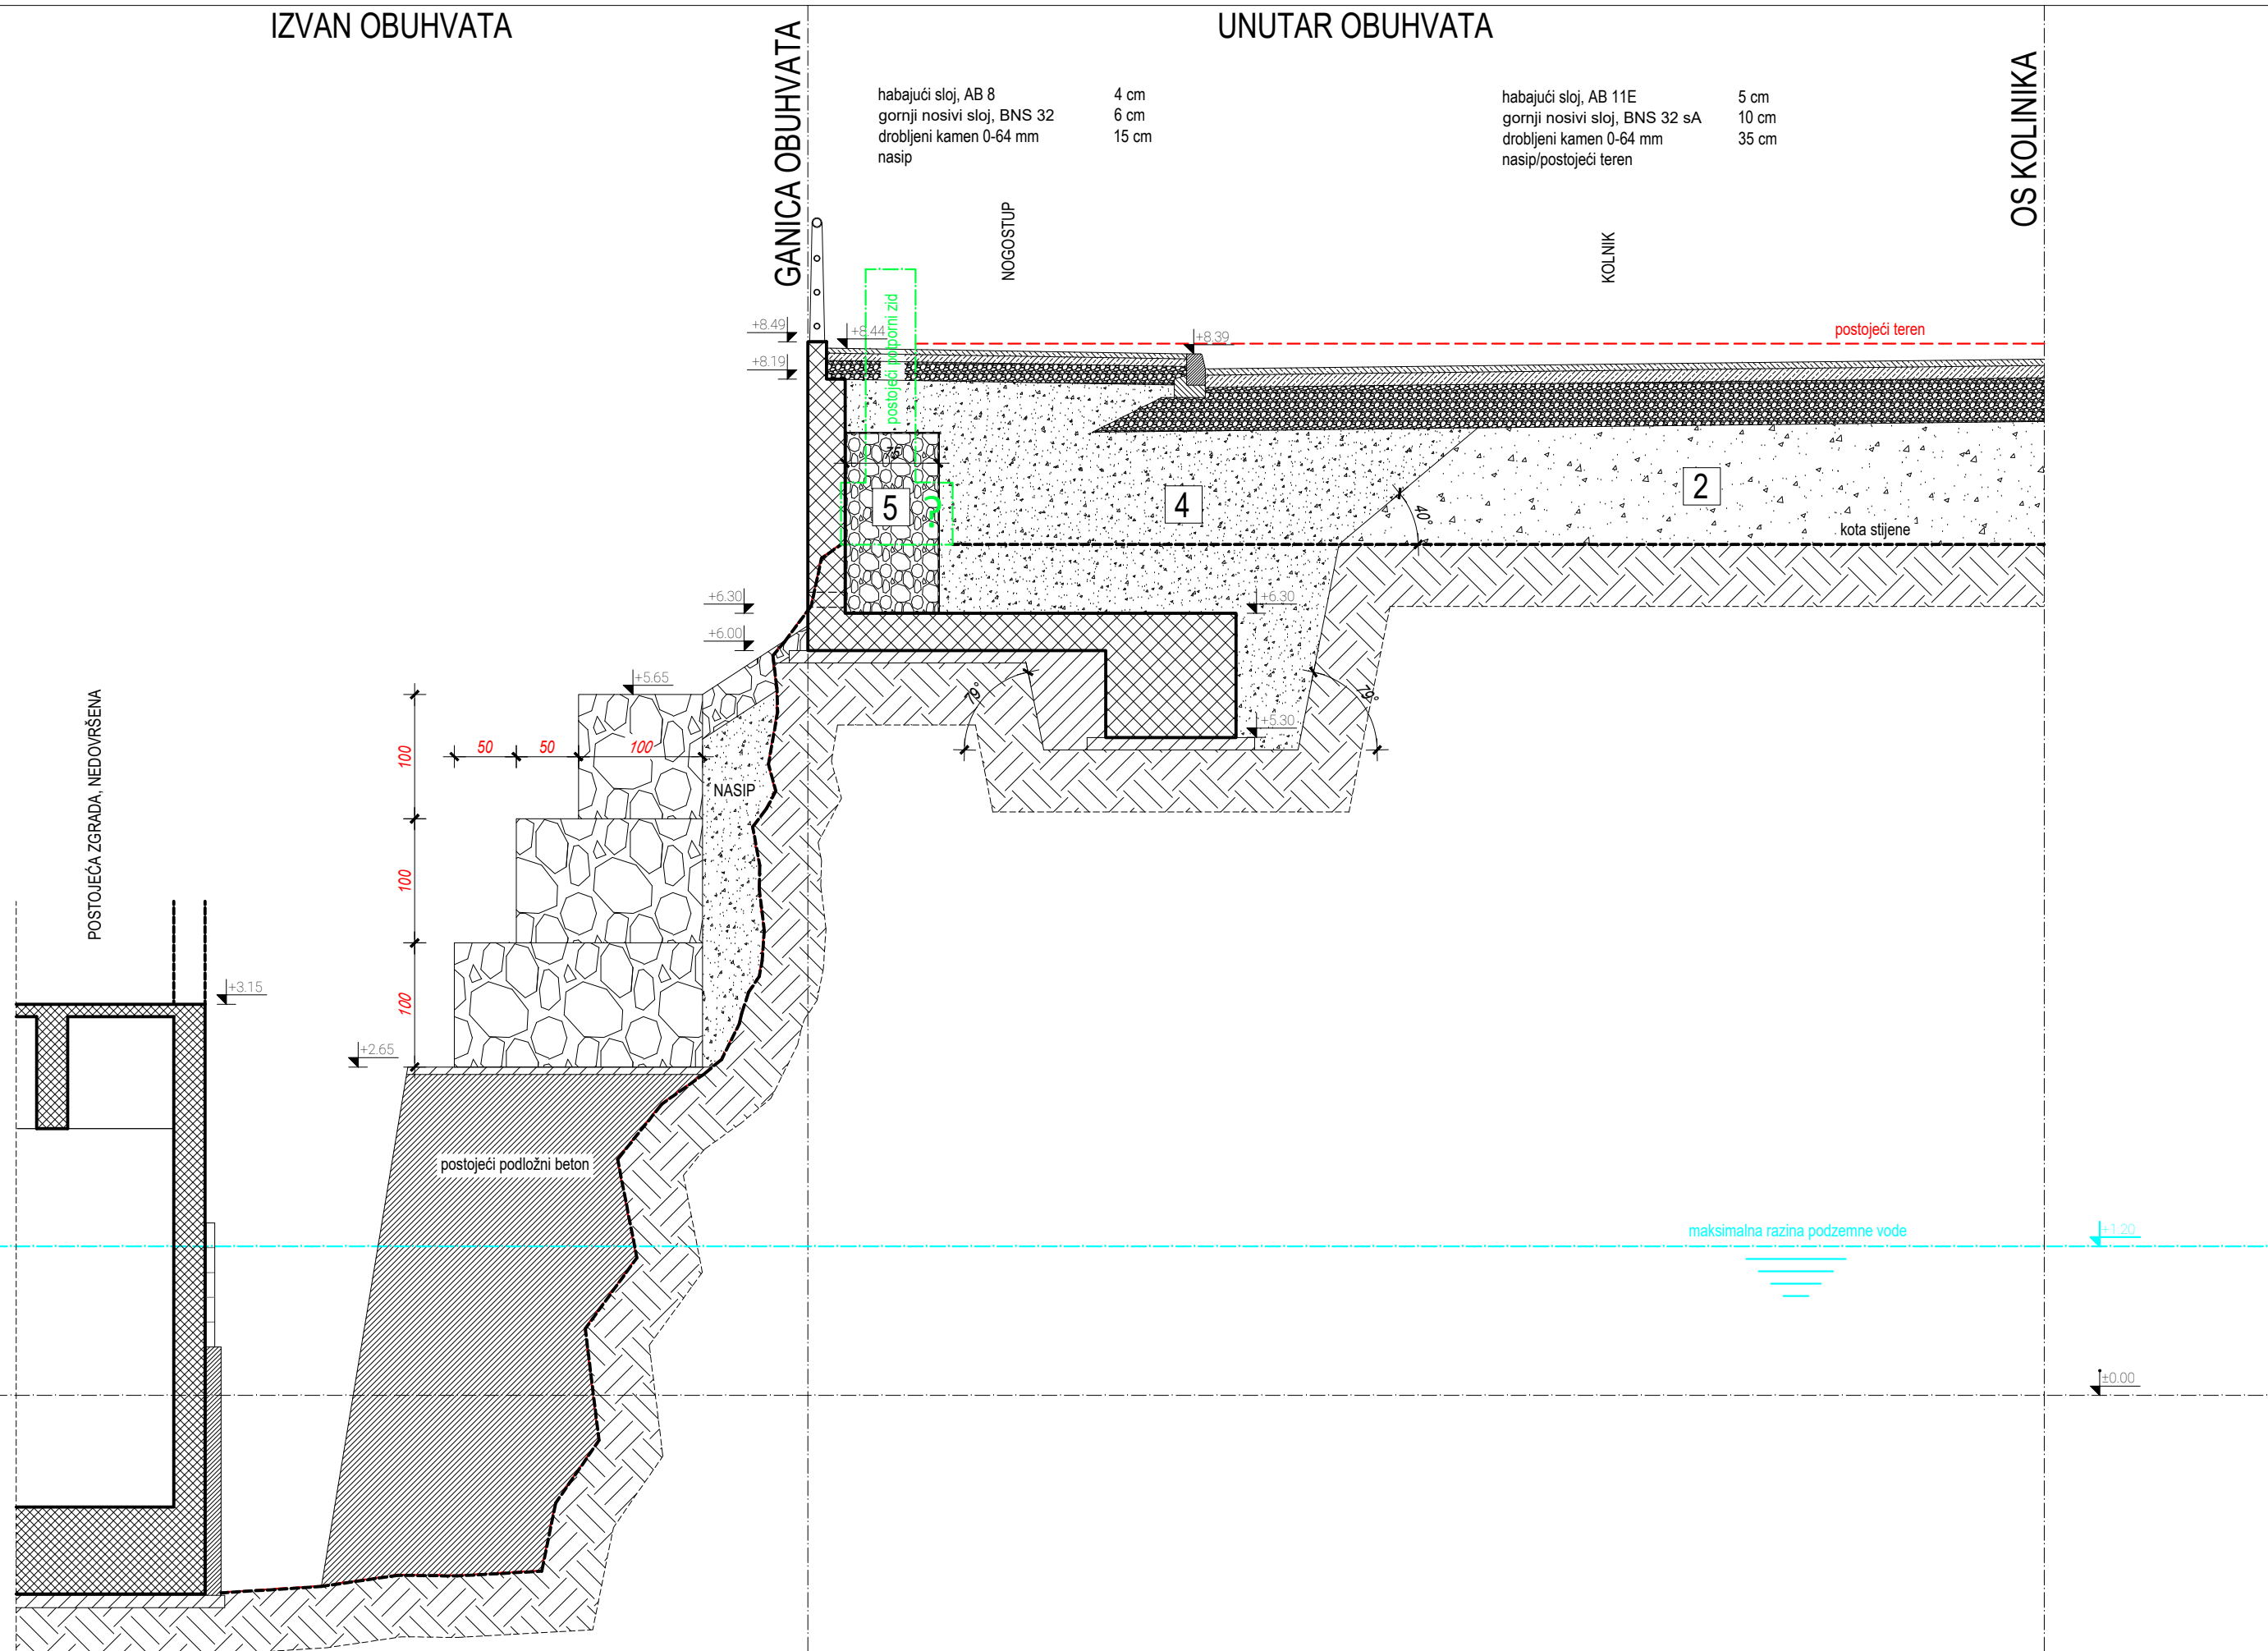 IZVAN OBUHVATA
UNUTAR OBUHVATA
GANICA OBUHVATA
OS KOLINIKA
habajući sloj, AB 8 4 cm
gornji nosivi sloj, BNS 32 6 cm
drobljeni kamen 0-64 mm 15 cm
nasip
habajući sloj, AB 11E 5 cm
gornji nosivi sloj, BNS 32 sA 10 cm
drobljeni kamen 0-64 mm 35 cm
nasip/postojeći teren
NOGOSTUP
KOLNIK
postojeći potporni zid
postojeći teren
+8.49
+8.44
+8.39
+8.19
75
5
?
4
2
40°
kota stijene
+6.30
+6.30
+6.00
+5.65
79°
79°
+5.30
50
50
100
100
100
100
NASIP
POSTOJEĆA ZGRADA, NEDOVRŠENA
+3.15
+2.65
postojeći podložni beton
maksimalna razina podzemne vode
+1.20
±0.00